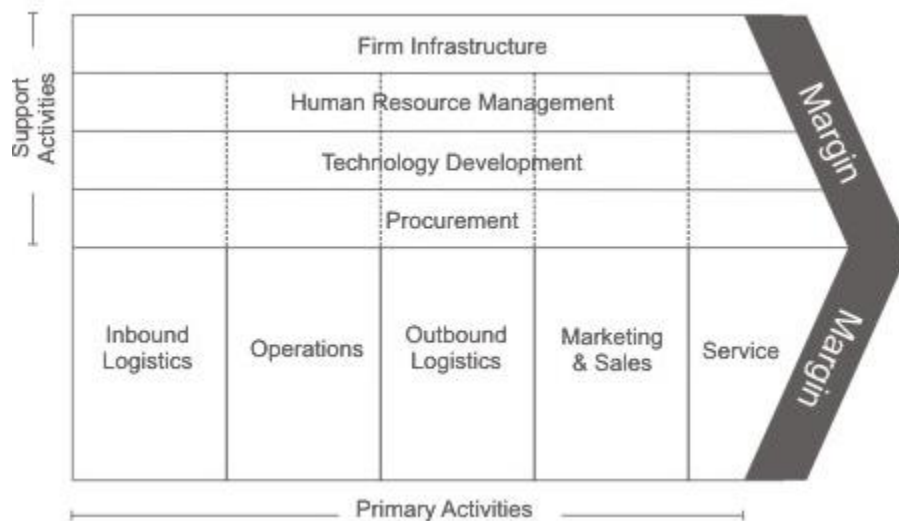 Support
Activities
Firm Infrastructure
Human Resource Management
Technology Development
Procurement
Inbound
Logistics
Operations
Outbound
Logistics
Marketing
& Sales
Service
Margin
Margin
Primary Activities